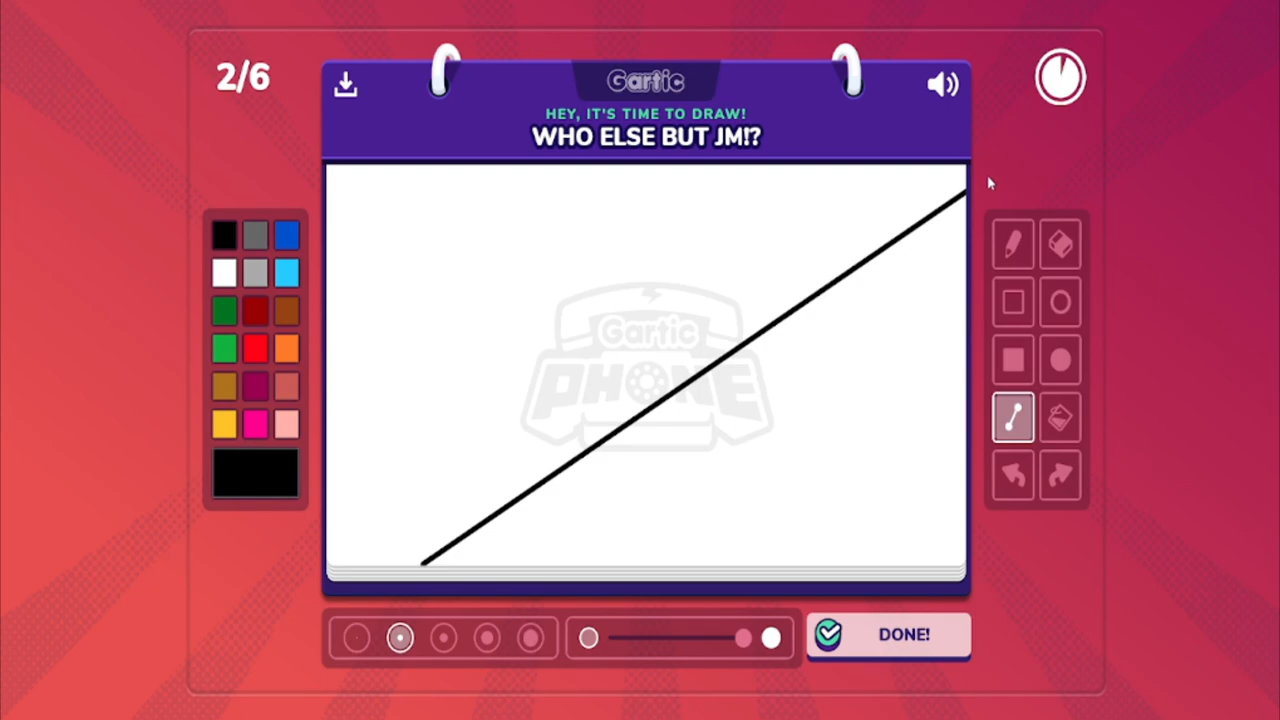 2/6
Gartic
HEY, IT'S TIME TO DRAW!
WHO ELSE BUT JM!?
Gartic
PHONE
DONE!